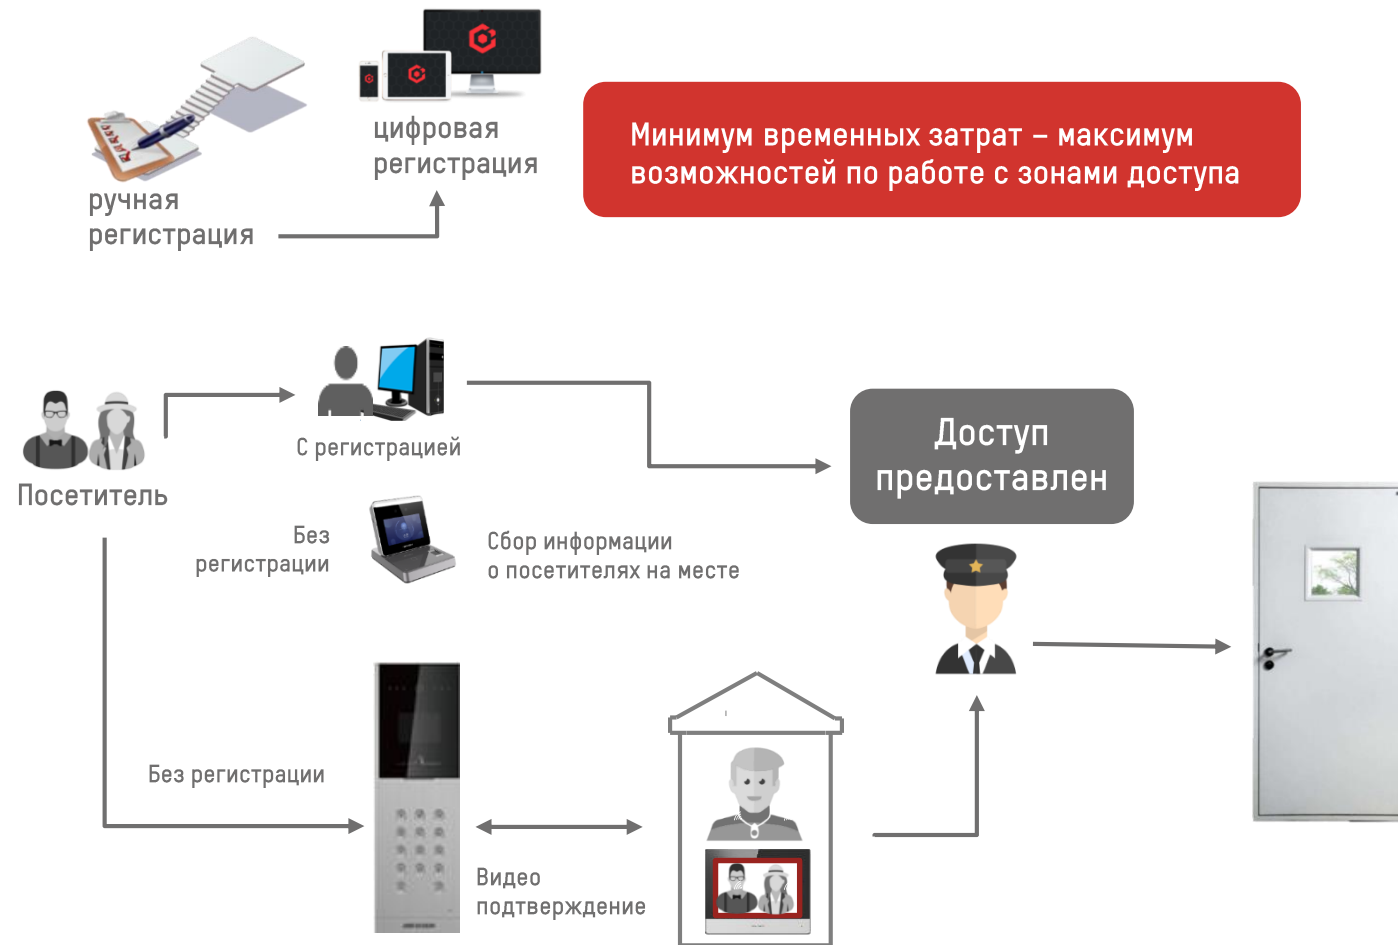 цифровая
регистрация
ручная
регистрация
Минимум временных затрат – максимум
возможностей по работе с зонами доступа
С регистрацией
Посетитель
Доступ
предоставлен
Без
регистрации
Сбор информации
о посетителях на месте
Без регистрации
Видео
подтверждение